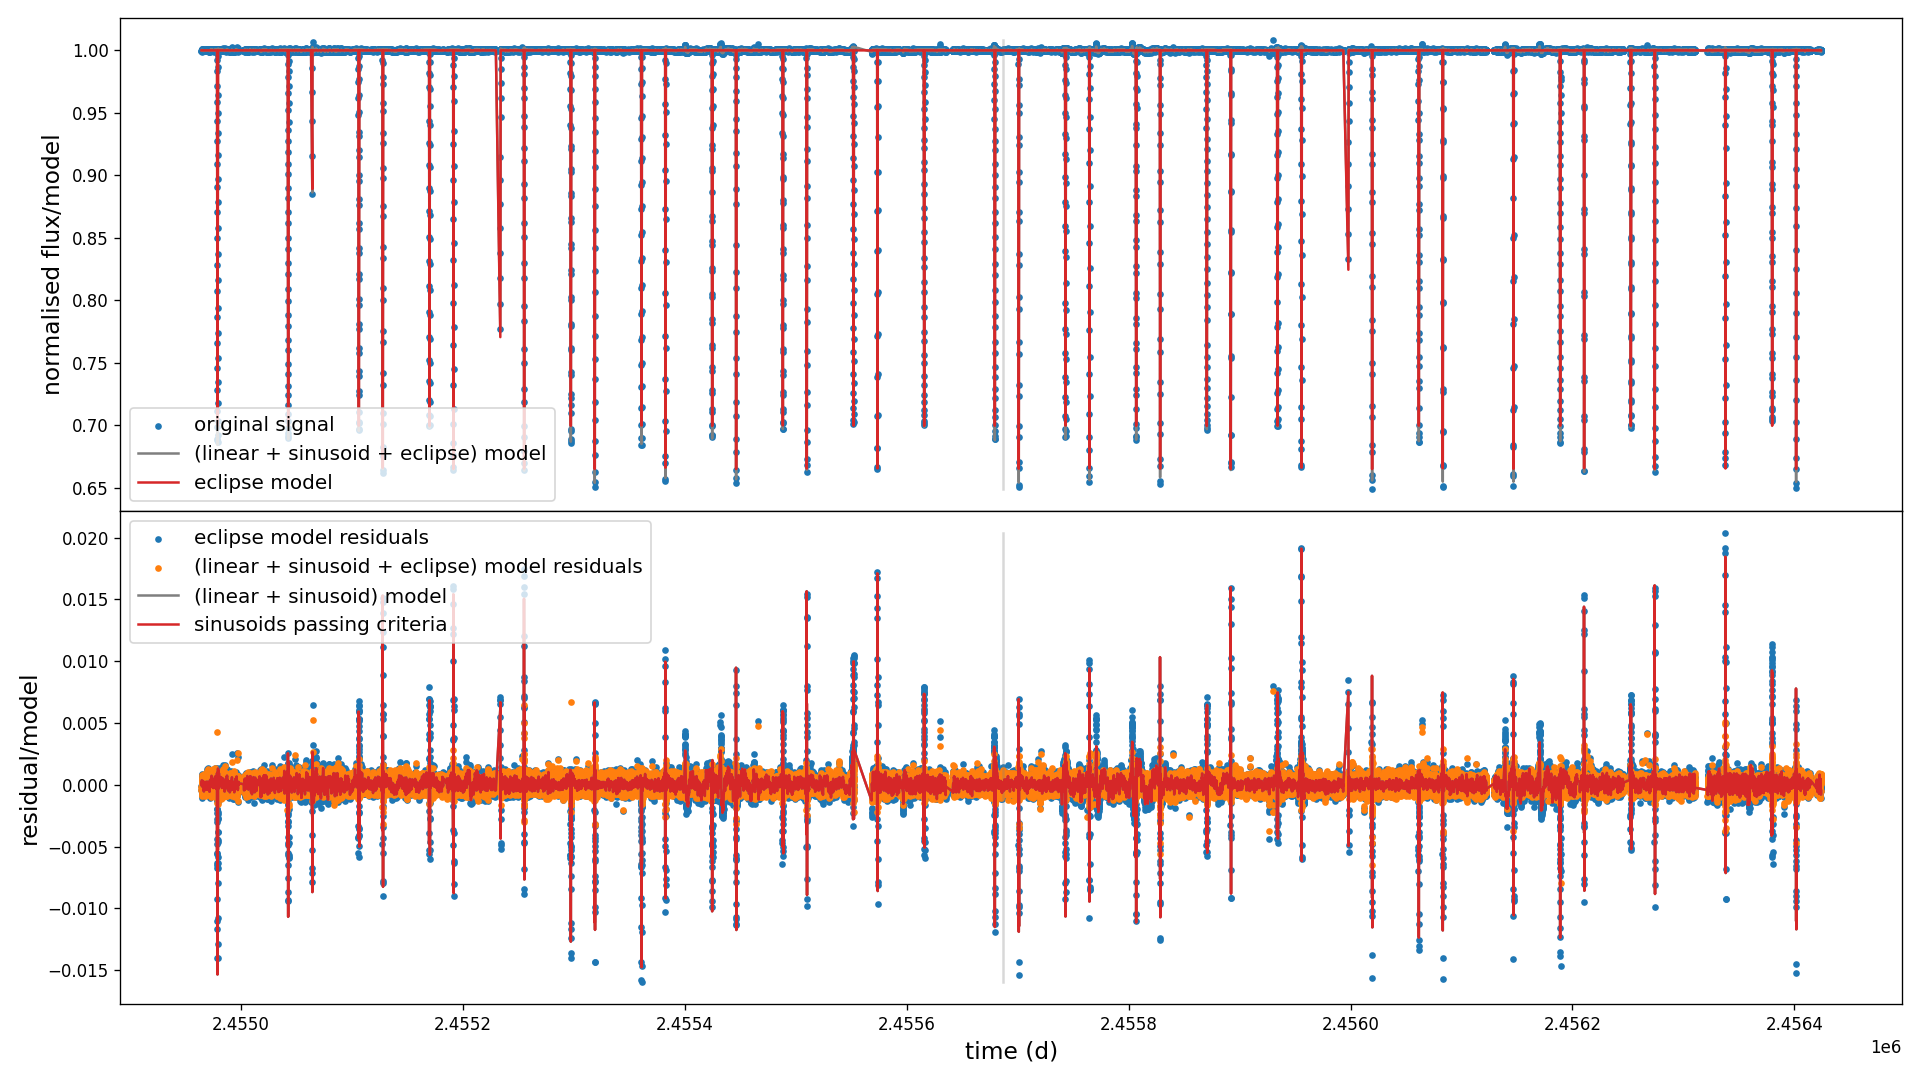 normalised flux/model
1.00
0.95
0.90
0.85
0.80
0.75
0.70
0.65
original signal
(linear + sinusoid + eclipse) model
eclipse model
residual/model
0.020
0.015
0.010
0.005
0.000
−0.005
−0.010
−0.015
eclipse model residuals
(linear + sinusoid + eclipse) model residuals
(linear + sinusoid) model
sinusoids passing criteria
2.4550 2.4552 2.4554 2.4556 2.4558 2.4560 2.4562 2.4564
time (d)
1e6